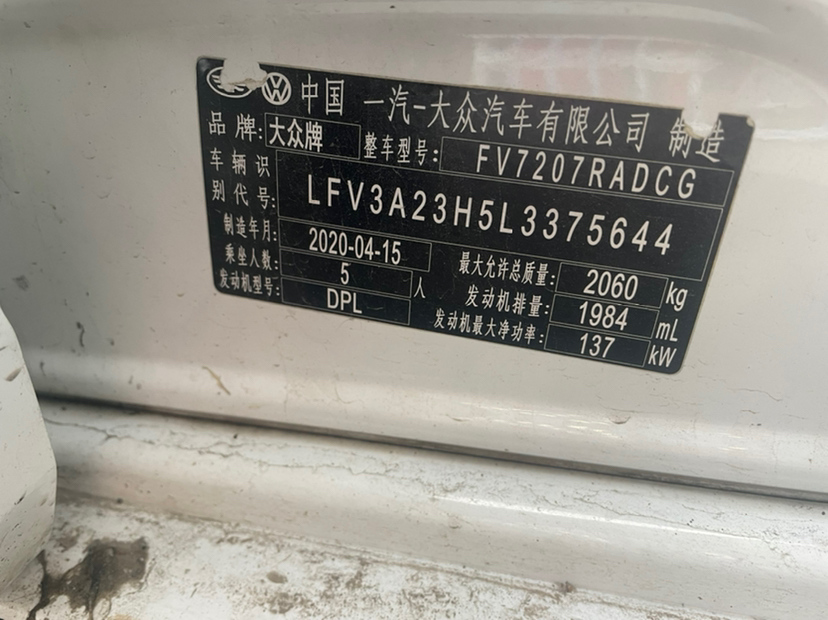 中国 一汽-大众汽车有限公司 制造
品牌: 大众牌 整车型号: FV7207RADCG
车辆识别代号: LFV3A23H5L3375644
制造年月: 2020-04-15 最大允许总质量: 2060 kg
乘坐人数: 5 人 发动机排量: 1984 mL
发动机型号: DPL 发动机最大净功率: 137 kW